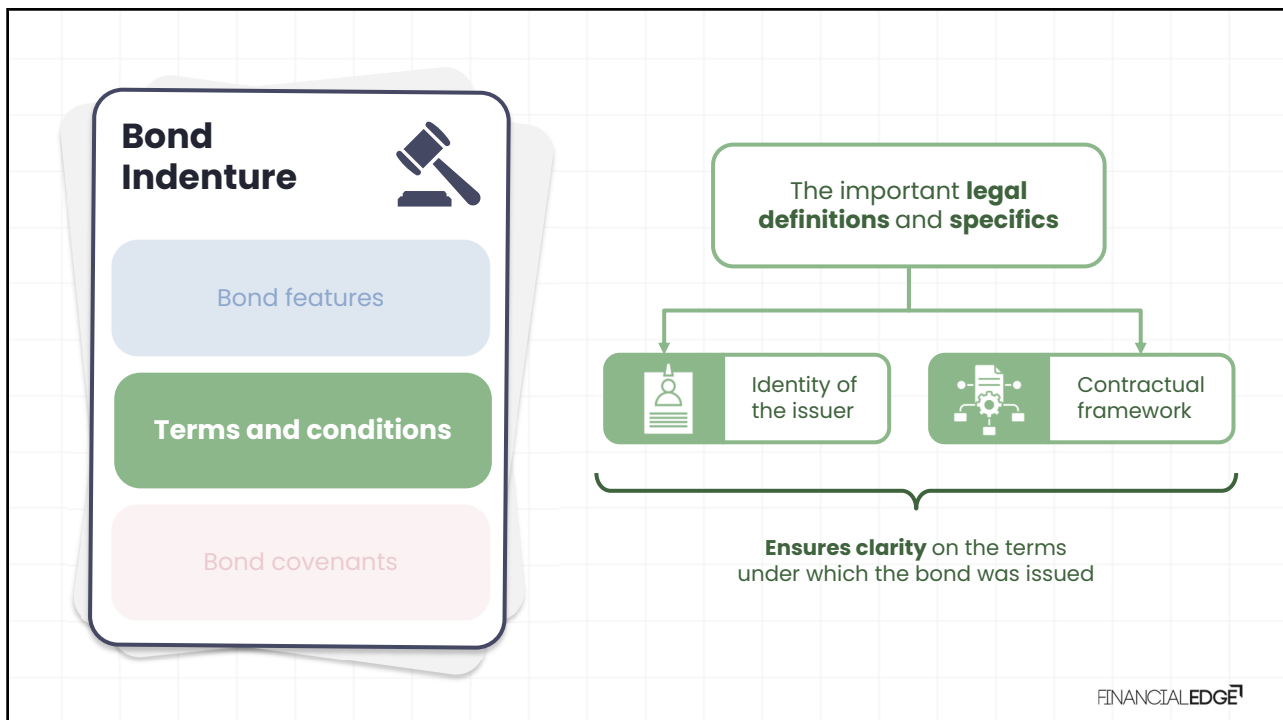 Bond
Indenture
Bond features
Terms and conditions
Bond covenants
The important legal
definitions and specifics
Identity of
the issuer
Contractual
framework
Ensures clarity on the terms
under which the bond was issued
FINANCIALEDGE